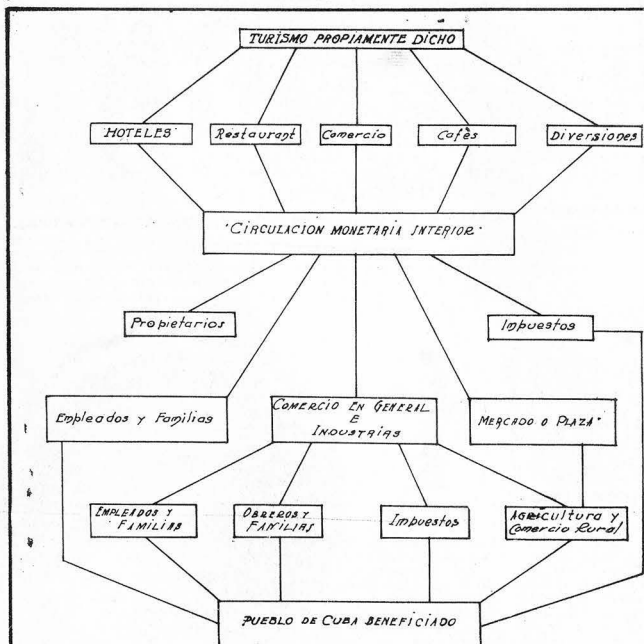 TURISMO PROPIAMENTE DICHO
HOTELES
Restaurant
Comercio
Cafès
Diversiones
"CIRCULACION MONETARIA INTERIOR"
Propietarios
Impuestos
Empleados y Familias
COMERCIO EN GENERAL
E
INDUSTRIAS
MERCADO O PLAZA"
EMPLEADOS Y
FAMILIAS
OBREROS Y
FAMILIAS
Impuestos
AGRicultura y
Comercio Rural
PUEBLO DE CUBA BENEFICIADO